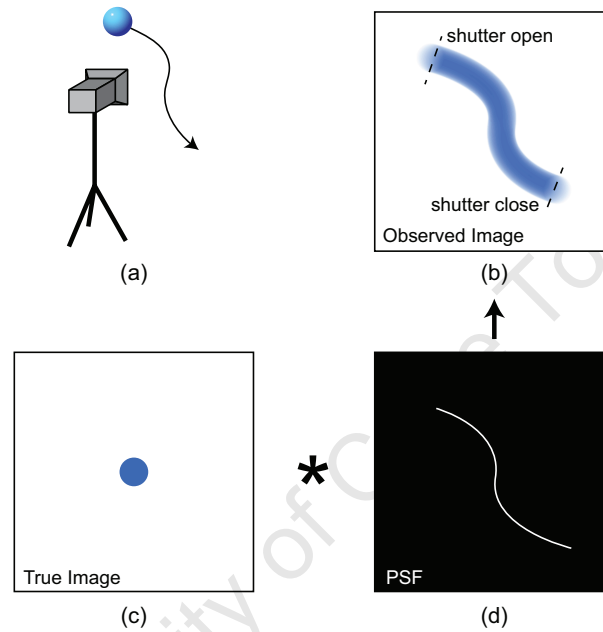 shutter open
shutter close
Observed Image
(a)
(b)
*
True Image
PSF
(c)
(d)